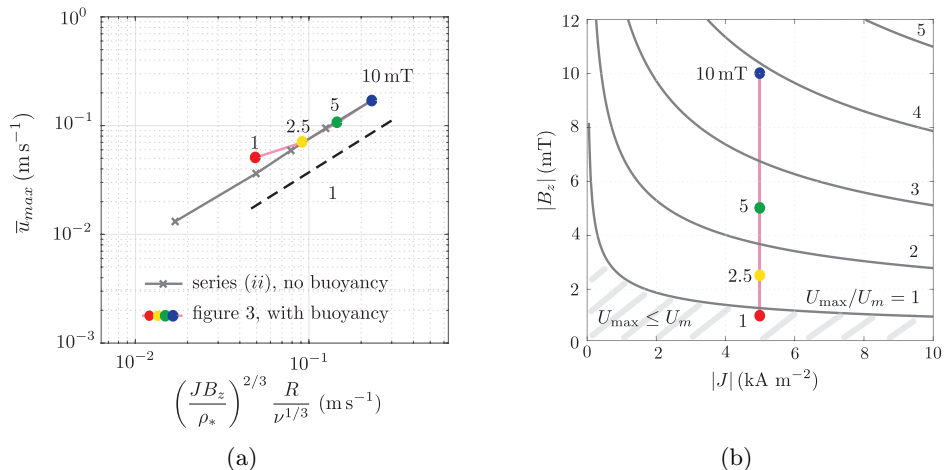 10⁰
10⁻¹
10⁻²
10⁻³
10⁻²
10⁻¹
u̅_max (m s⁻¹)
1
2.5
5
10 mT
1
series (ii), no buoyancy
figure 3, with buoyancy
(JB_z/ρ_*)^{2/3} R/ν^{1/3} (m s⁻¹)
(a)
12
10
8
6
4
2
0
|B_z| (mT)
5
4
3
2
10 mT
5
2.5
1
U_max/U_m = 1
U_max ≤ U_m
0
2
4
6
8
10
|J| (kA m⁻²)
(b)